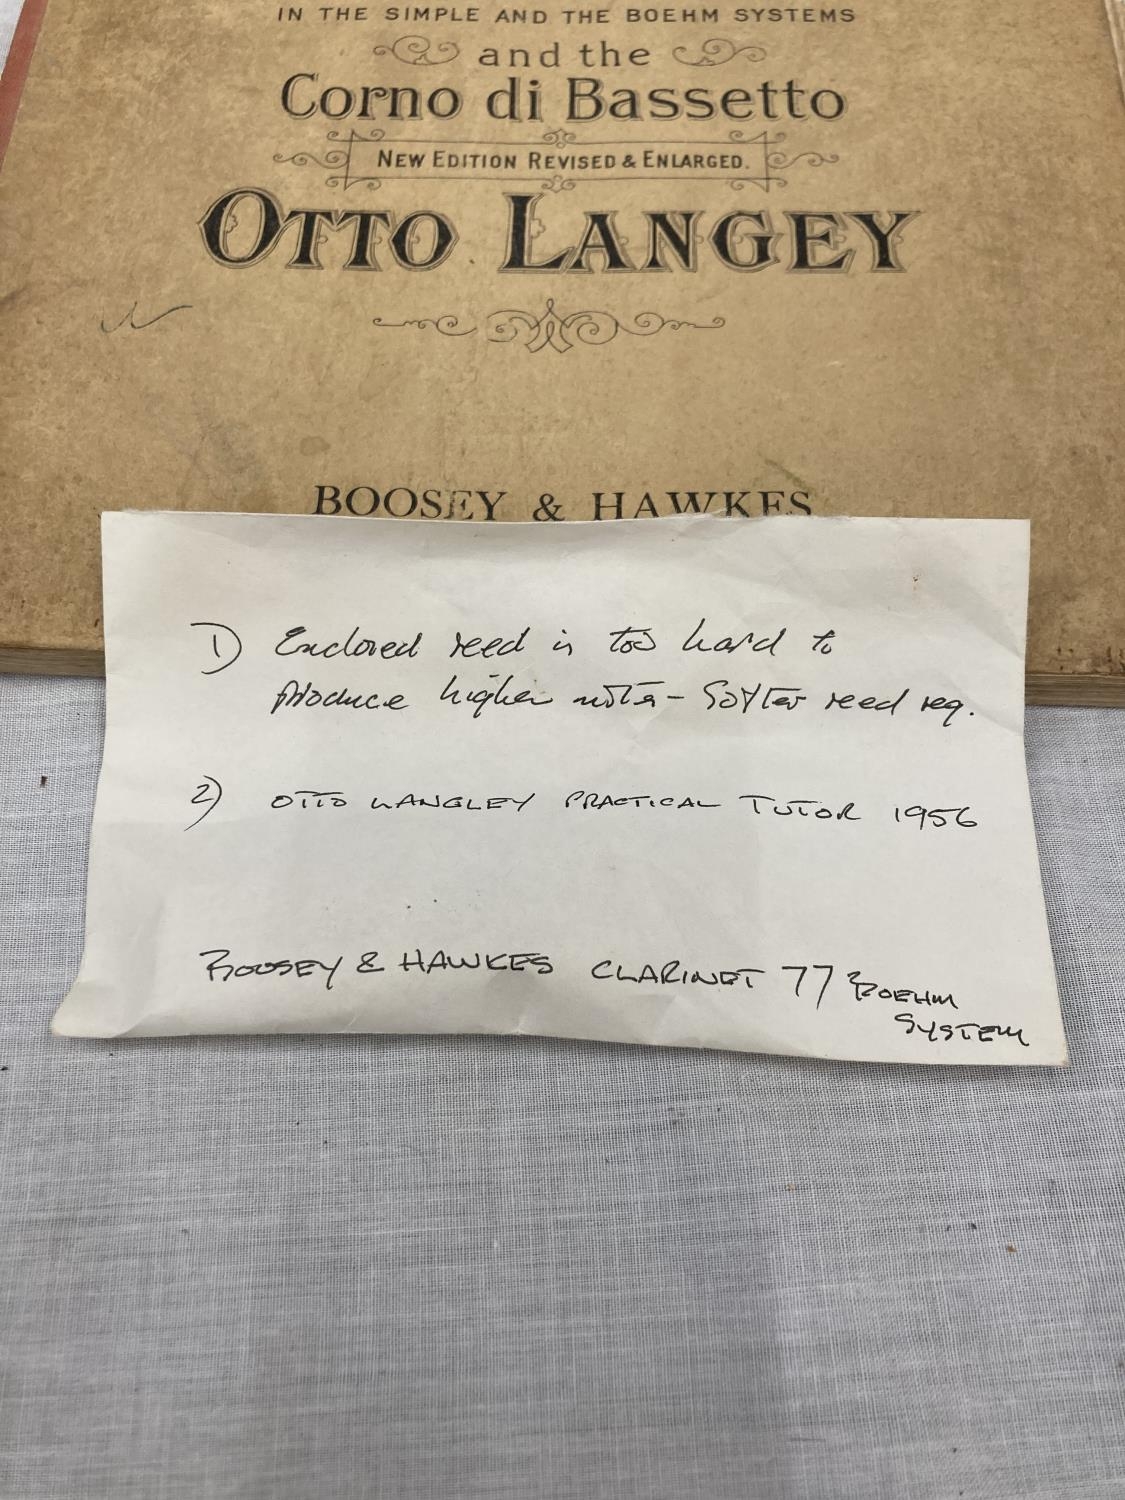 IN THE SIMPLE AND THE BOEHM SYSTEMS
and the
Corno di Bassetto
NEW EDITION REVISED & ENLARGED.
OTTO LANGEY
BOOSEY & HAWKES
1) Enclosed reed is too hard to
produce higher notes - Softer reed req.
2) OTTO LANGLEY PRACTICAL TUTOR 1956
BOOSEY & HAWKES CLARINET 77 BOEHM
SYSTEM